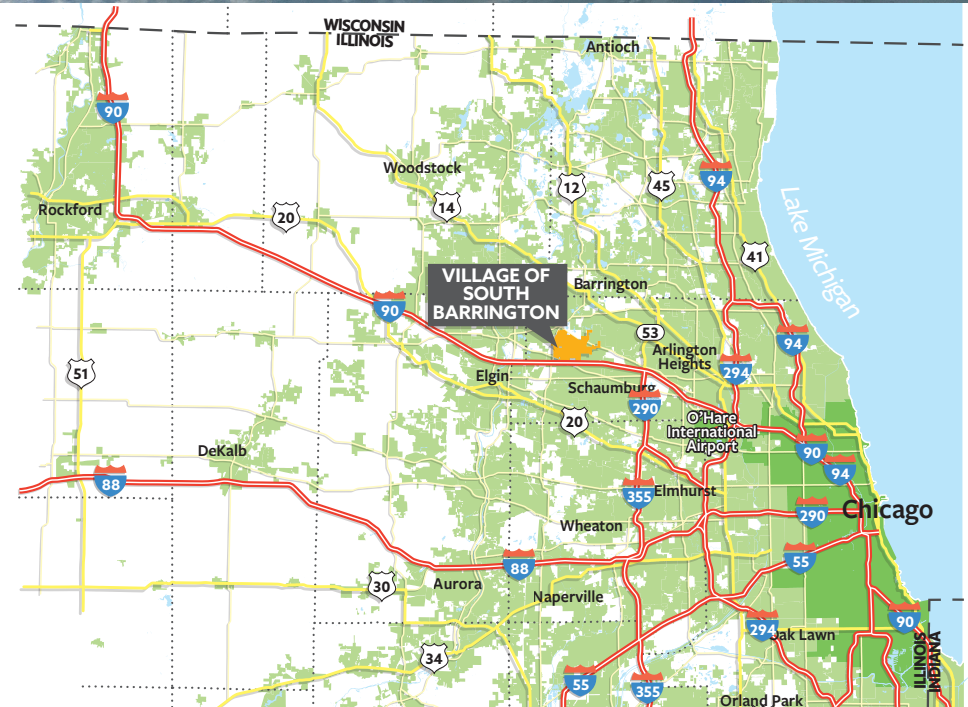 WISCONSIN
ILLINOIS
Antioch
90
Woodstock
12
45
94
14
Rockford
20
41
Lake Michigan
VILLAGE OF
SOUTH
BARRINGTON
Barrington
90
53
94
Arlington
Heights
51
294
Elgin
Schaumburg
290
20
O'Hare
International
Airport
DeKalb
90
94
88
355
Elmhurst
290
Chicago
Wheaton
55
88
Aurora
30
Naperville
90
294
Oak Lawn
34
ILLINOIS
INDIANA
55
355
Orland Park